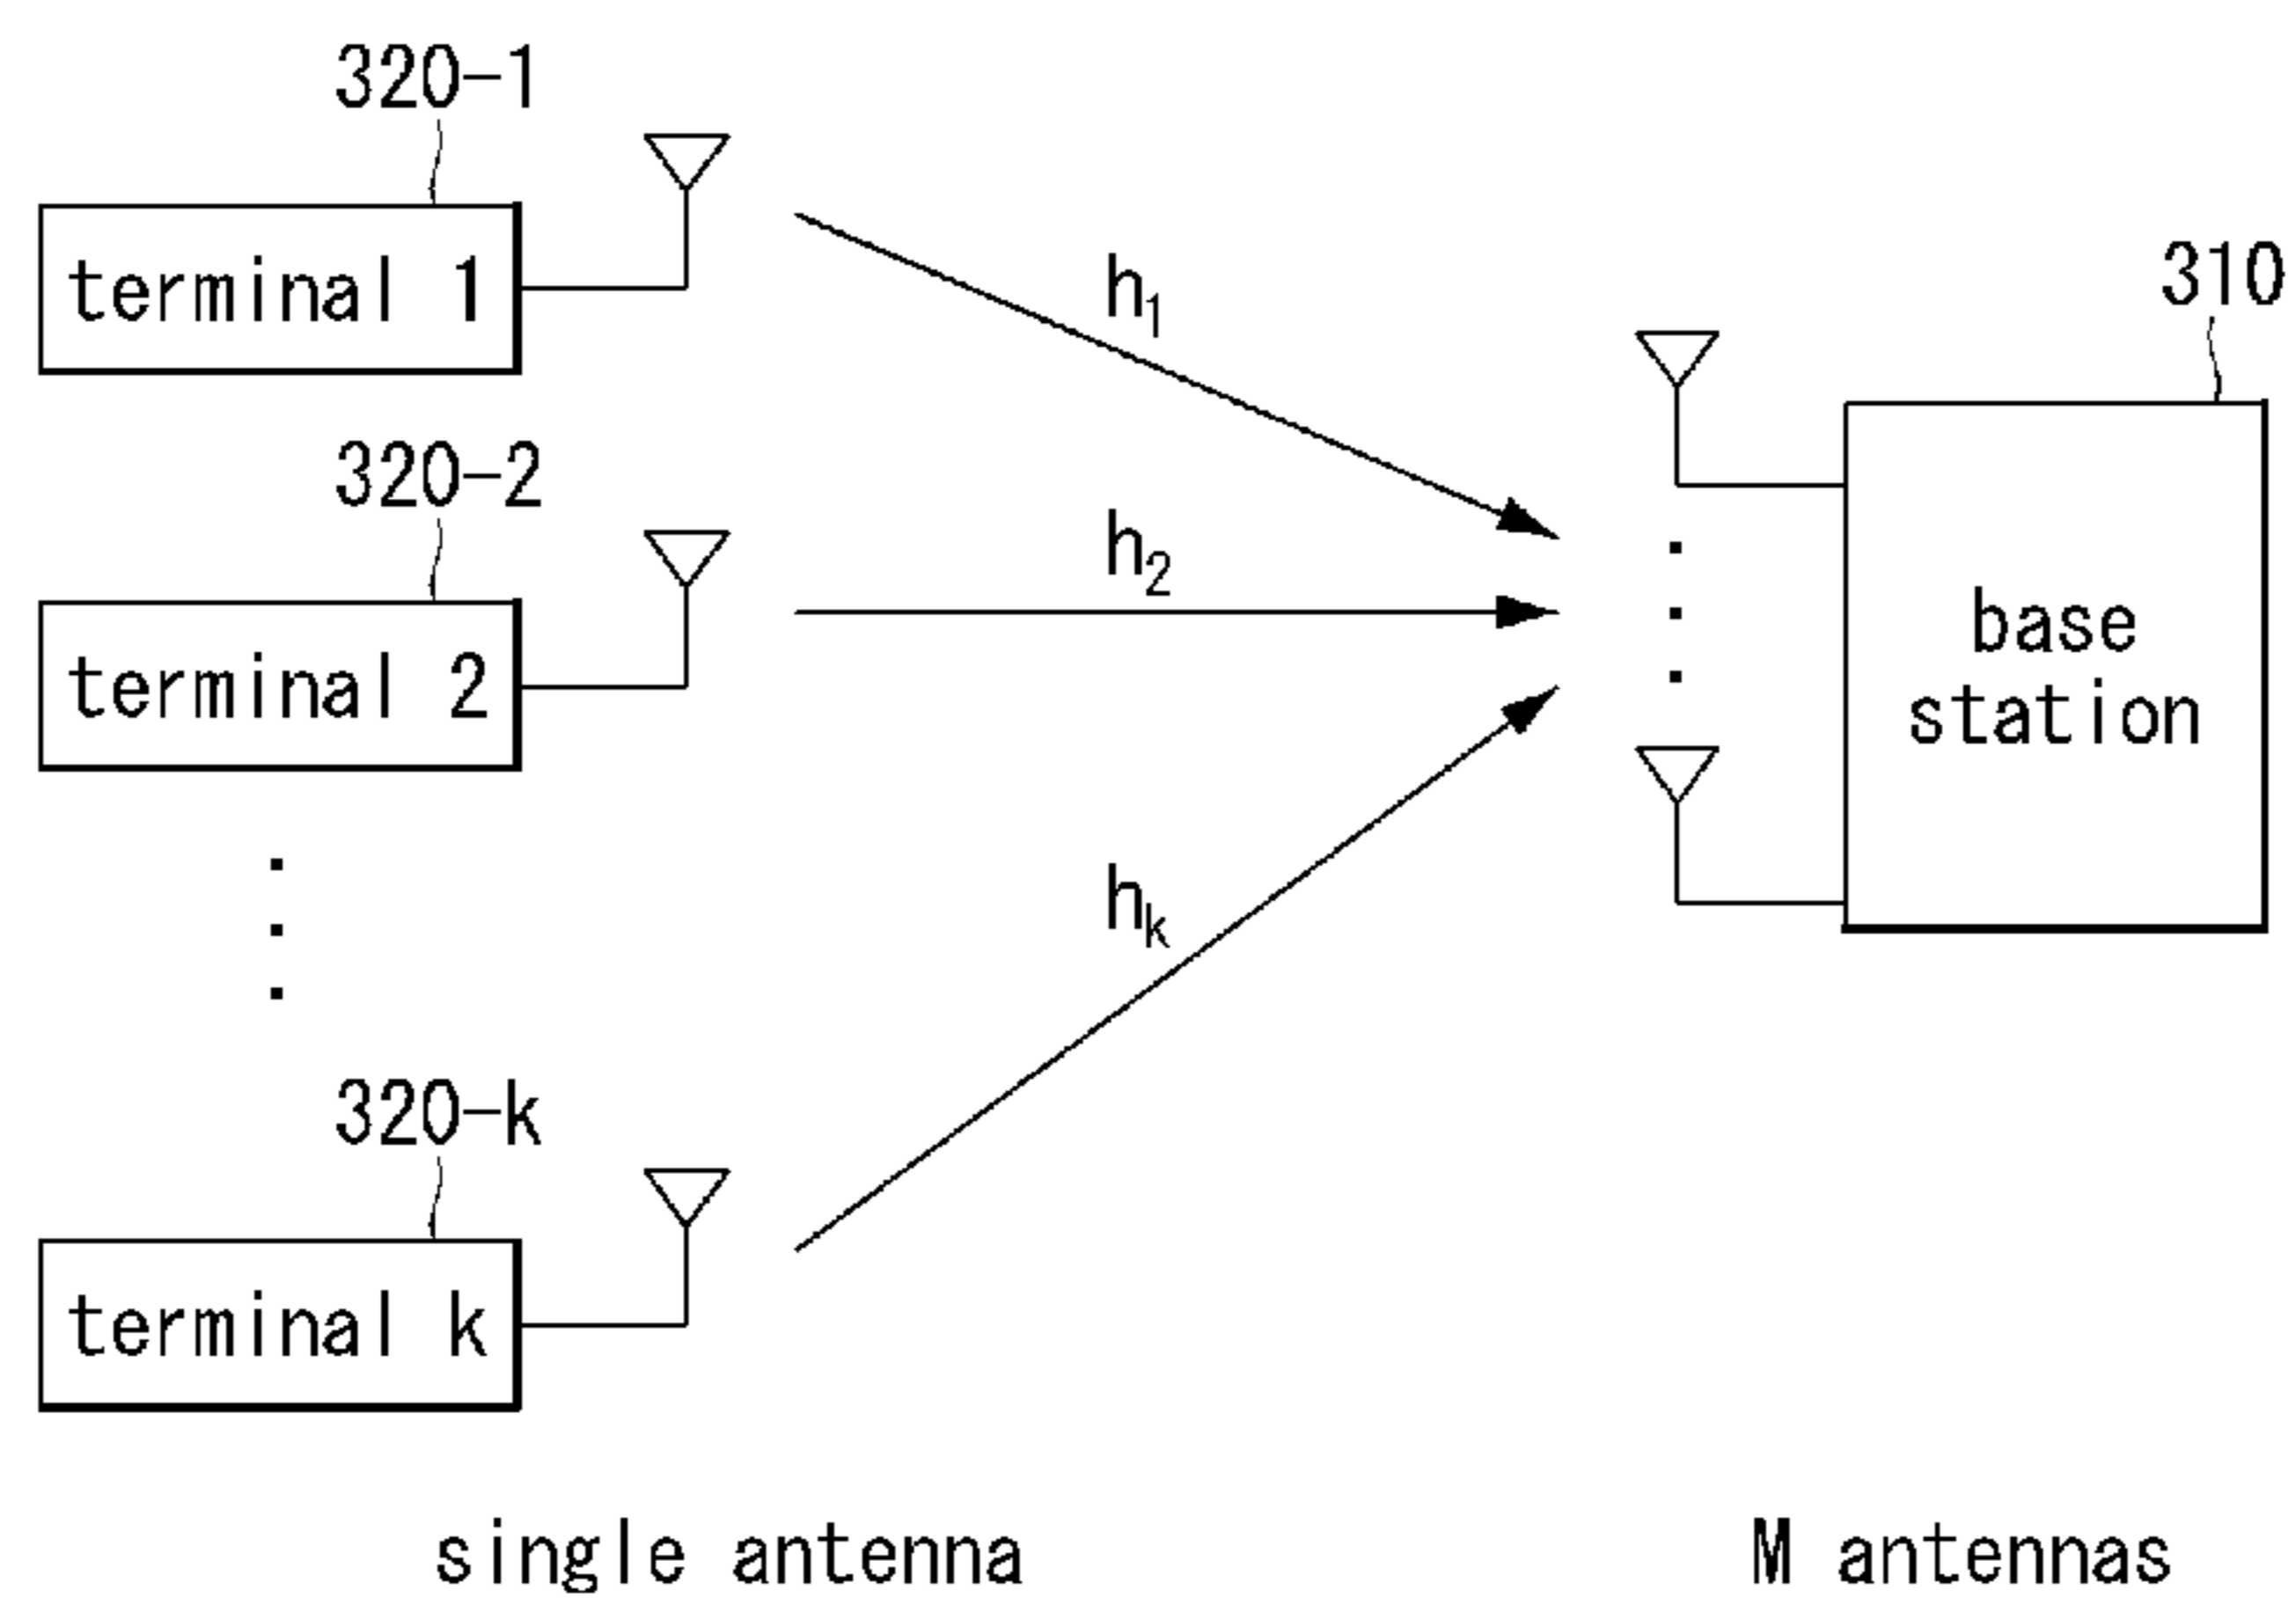 320-1
terminal 1
h1
310
320-2
terminal 2
h2
base
station
hk
320-k
terminal k
single antenna
M antennas